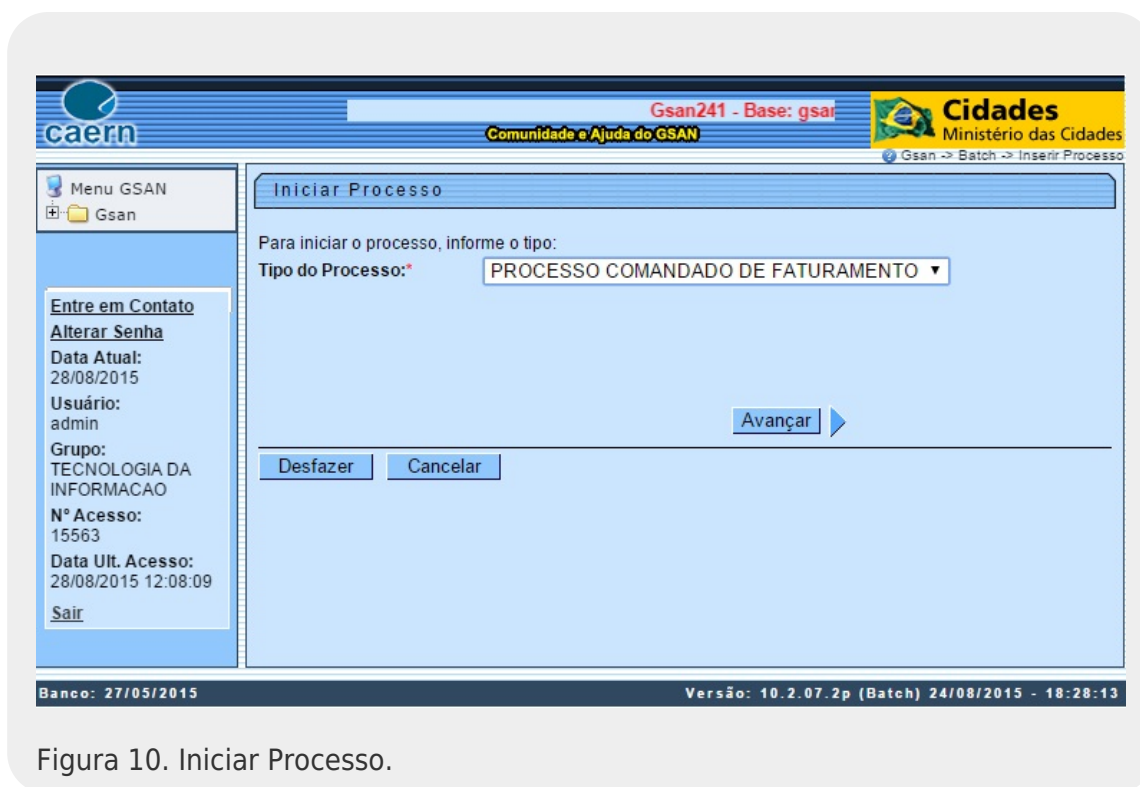 caern
Gsan241 - Base: gsan
Comunidade e Ajuda do GSAN
Cidades
Ministério das Cidades
Gsan -> Batch -> Inserir Processo
Menu GSAN
Gsan
Iniciar Processo
Para iniciar o processo, informe o tipo:
Tipo do Processo:* PROCESSO COMANDADO DE FATURAMENTO
Avançar
Desfazer Cancelar
Entre em Contato
Alterar Senha
Data Atual:
28/08/2015
Usuário:
admin
Grupo:
TECNOLOGIA DA
INFORMACAO
Nº Acesso:
15563
Data Ult. Acesso:
28/08/2015 12:08:09
Sair
Banco: 27/05/2015 Versão: 10.2.07.2p (Batch) 24/08/2015 - 18:28:13
Figura 10. Iniciar Processo.